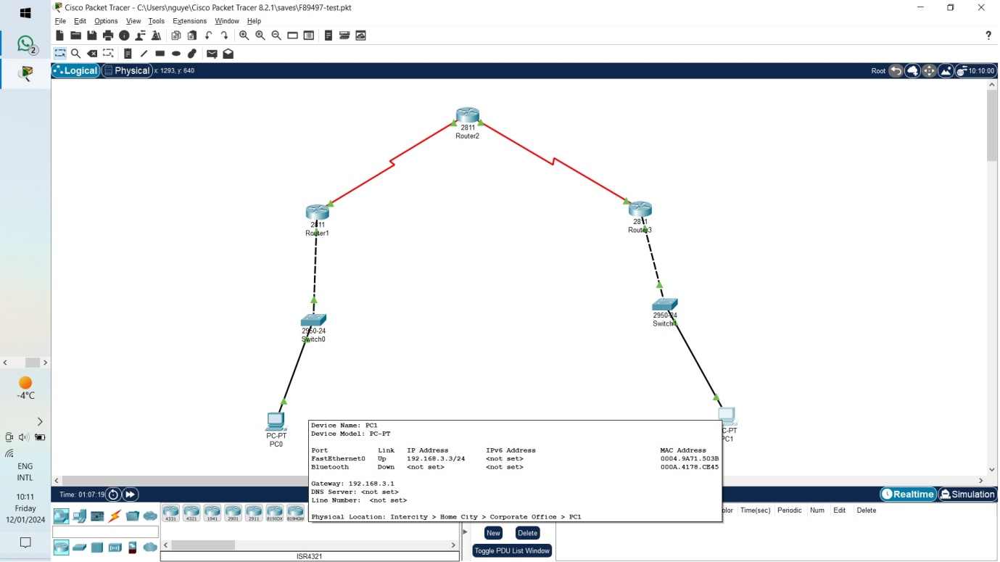 Cisco Packet Tracer - C:\Users\nguye\Cisco Packet Tracer 8.2.1\saves\F89497-test.pkt
File Edit Options View Tools Extensions Window Help
?
2
Logical Physical x: 1293, y: 640
Root 10:10:00
2811
Router2
2811
Router1
2811
Router3
2950-24
Switch0
2950-24
Switch1
PC-PT
PC0
C-PT
PC1
Device Name: PC1
Device Model: PC-PT
Port Link IP Address IPv6 Address MAC Address
FastEthernet0 Up 192.168.3.3/24 <not set> 0004.9A71.503B
Bluetooth Down <not set> <not set> 000A.4178.CE45
Gateway: 192.168.3.1
DNS Server: <not set>
Line Number: <not set>
Physical Location: Intercity > Home City > Corporate Office > PC1
-4°C
ENG
INTL
10:11
Friday
12/01/2024
Time: 01:07:19
Realtime Simulation
4331 4321 1941 2901 2911 819IOX 819HGW
Time(sec) Periodic Num Edit Delete
New Delete
Toggle PDU List Window
ISR4321